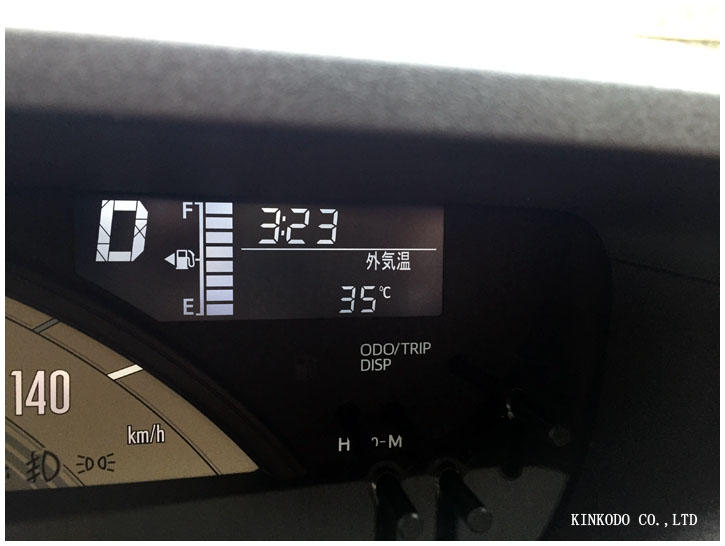 D
F
3:23
外気温
E
35℃
ODO/TRIP
DISP
140
km/h
H
-M
KINKODO CO.,LTD